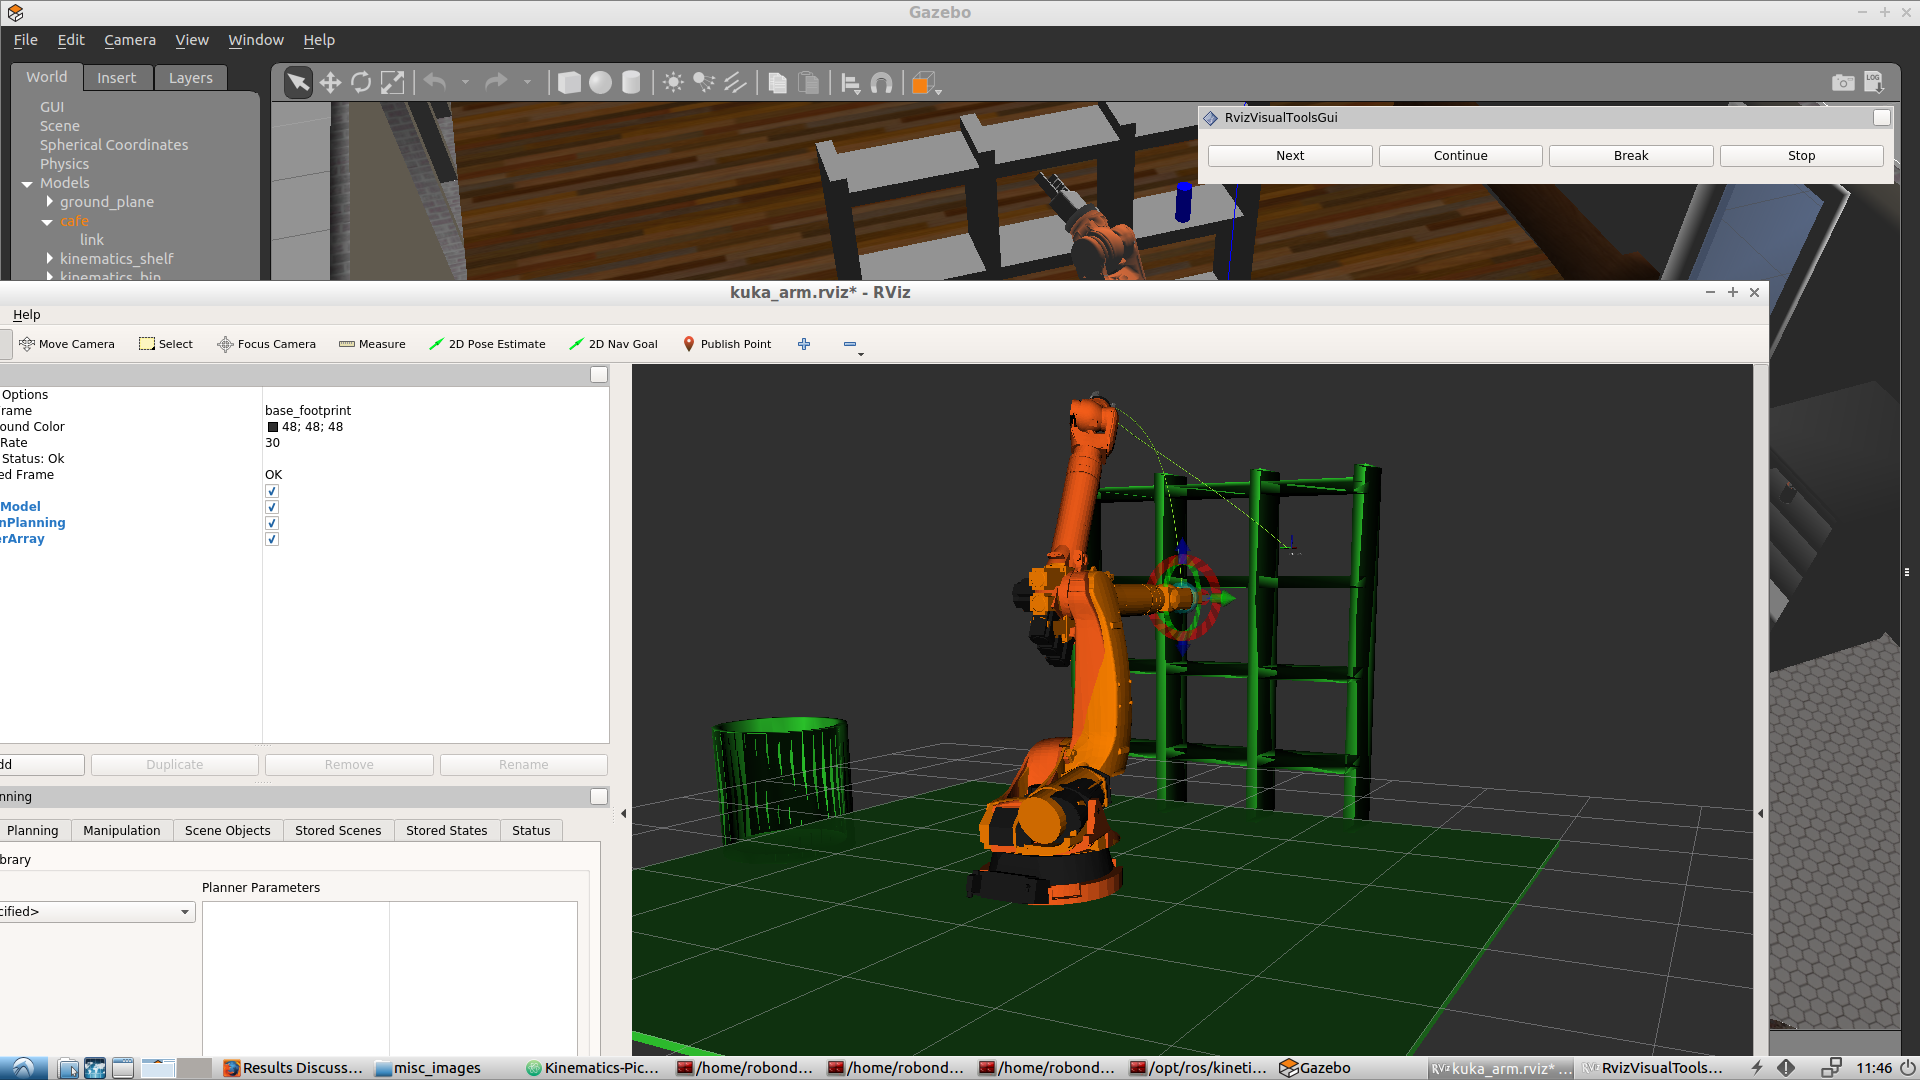 Gazebo
File Edit Camera View Window Help
World Insert Layers
LOG
GUI
Scene
Spherical Coordinates
Physics
Models
ground_plane
cafe
link
kinematics_shelf
kinematics_bin
RvizVisualToolsGui
Next Continue Break Stop
kuka_arm.rviz* - RViz
Help
Move Camera Select Focus Camera Measure 2D Pose Estimate 2D Nav Goal Publish Point
Options
rame base_footprint
ound Color 48; 48; 48
Rate 30
Status: Ok
ed Frame OK
Model
nPlanning
erArray
dd Duplicate Remove Rename
nning
Planning Manipulation Scene Objects Stored Scenes Stored States Status
brary
Planner Parameters
cified>
Results Discuss... misc_images Kinematics-Pic... /home/robond... /home/robond... /home/robond... /opt/ros/kineti... Gazebo kuka_arm.rviz* ... RvizVisualTools... 11:46